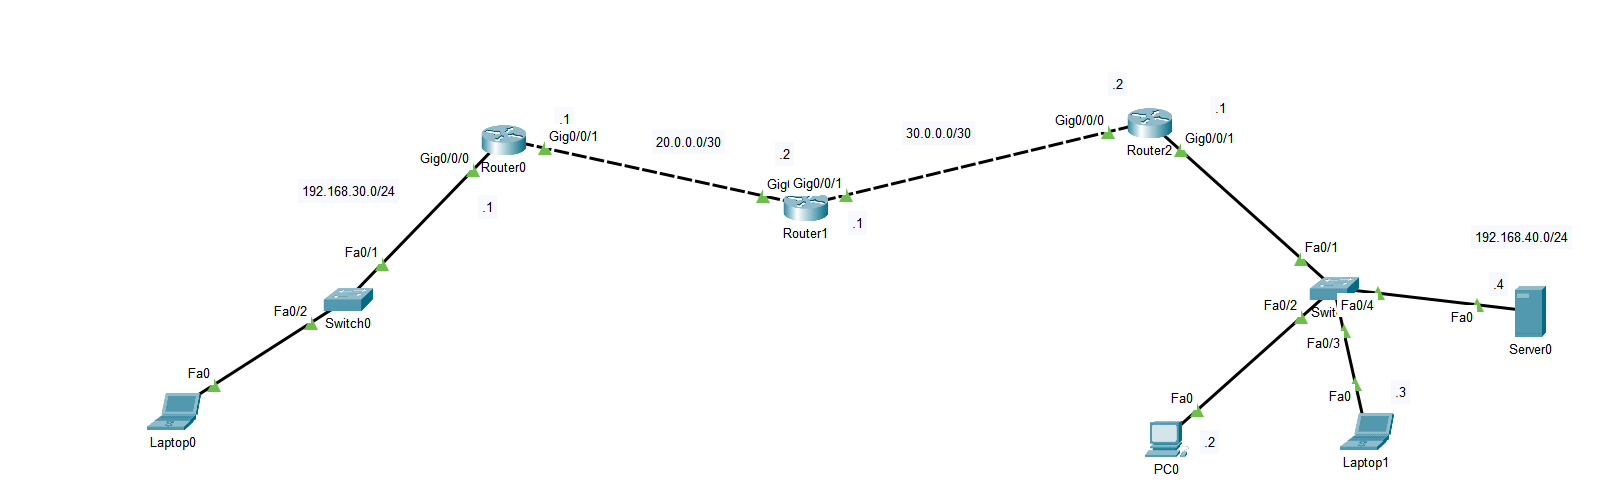 .2
.1
.1
Gig0/0/0
Gig0/0/1
20.0.0.0/30
30.0.0.0/30
Gig0/0/1
Router2
Gig0/0/0
Router0
.2
192.168.30.0/24
Gig0/0/1
.1
Router1
.1
192.168.40.0/24
Fa0/1
Fa0/1
.4
Fa0/2
Switch0
Fa0/2
Fa0/4
Fa0
Fa0/3
Server0
Fa0
Fa0
Fa0
.3
Laptop0
.2
PC0
Laptop1